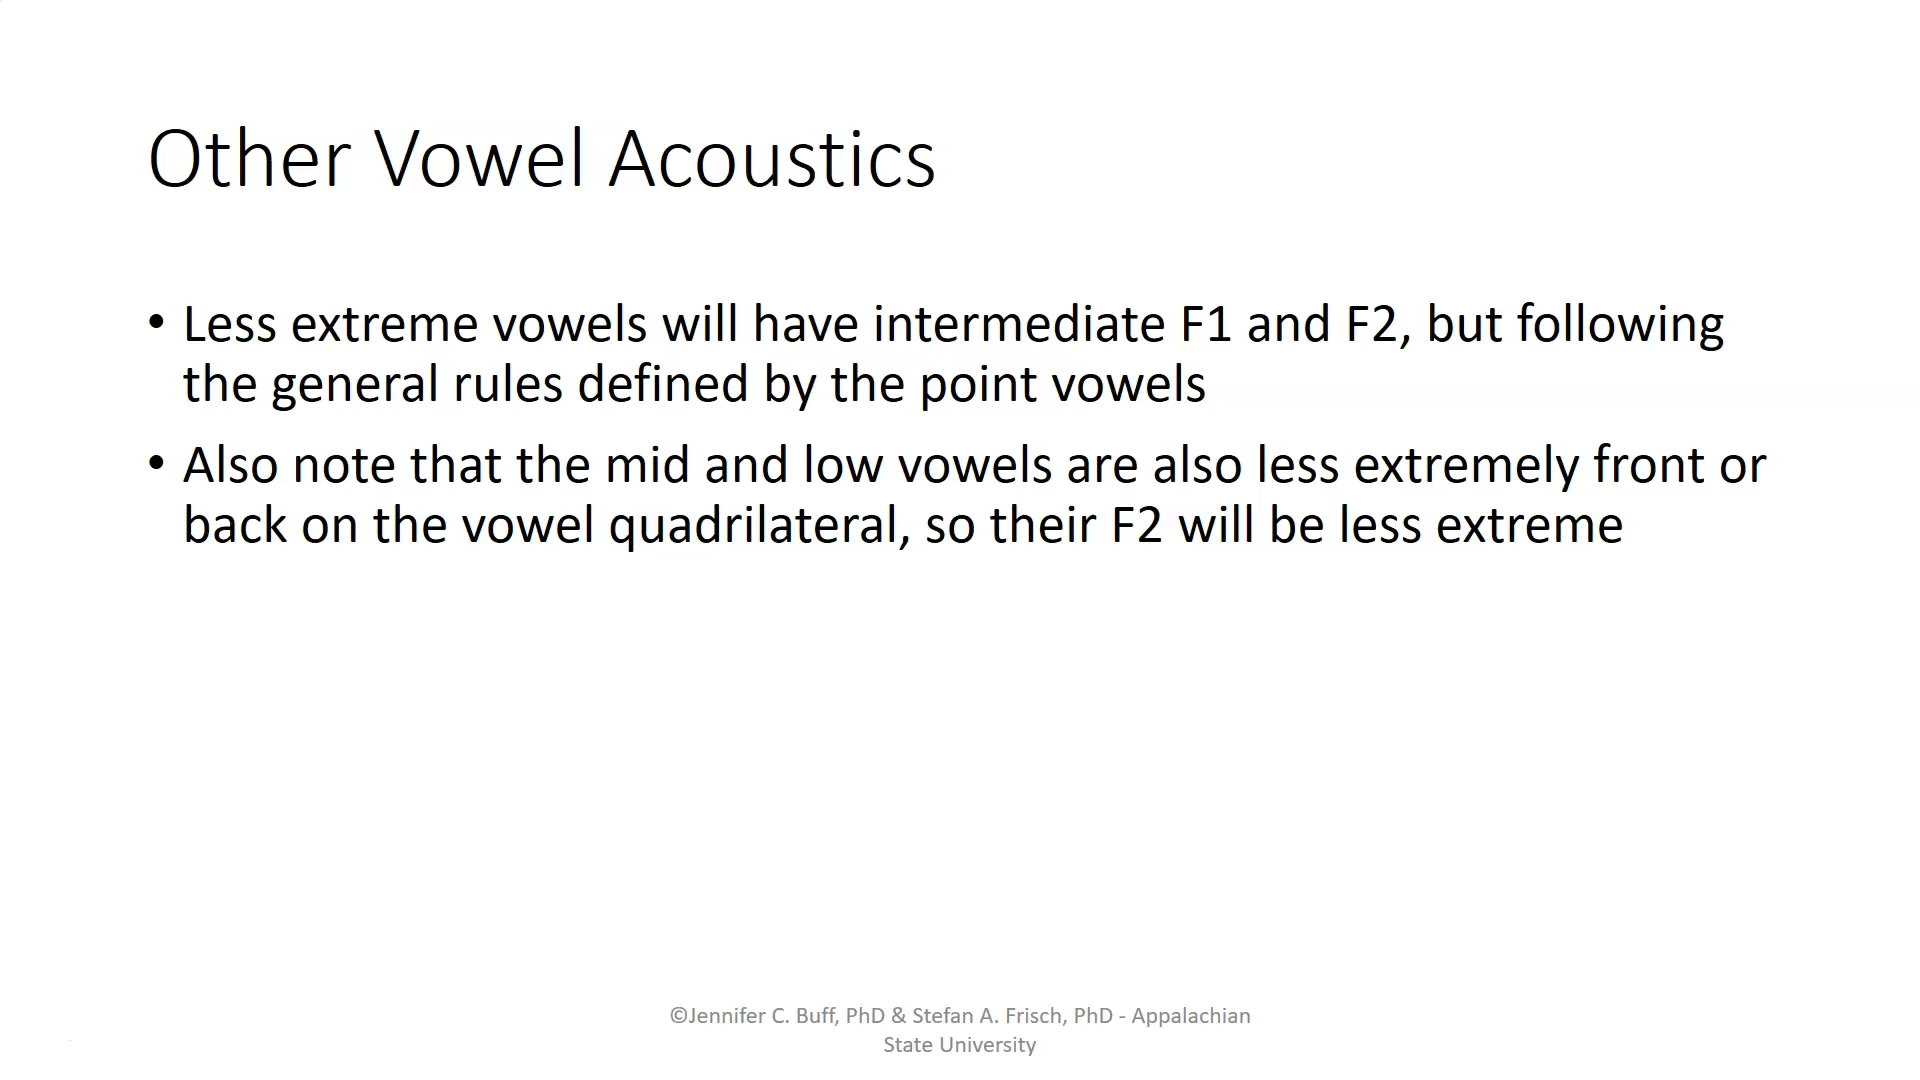 Other Vowel Acoustics
• Less extreme vowels will have intermediate F1 and F2, but following
the general rules defined by the point vowels
• Also note that the mid and low vowels are also less extremely front or
back on the vowel quadrilateral, so their F2 will be less extreme
©Jennifer C. Buff, PhD & Stefan A. Frisch, PhD - Appalachian
State University